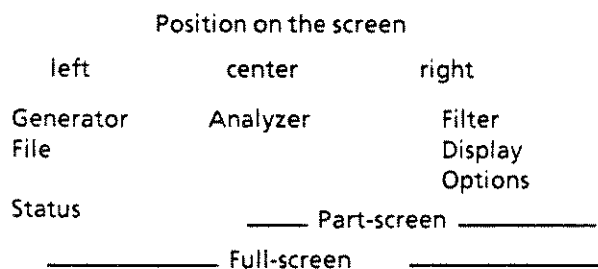 Position on the screen
left center right
Generator Analyzer Filter
File Display
Options
Status Part-screen
Full-screen